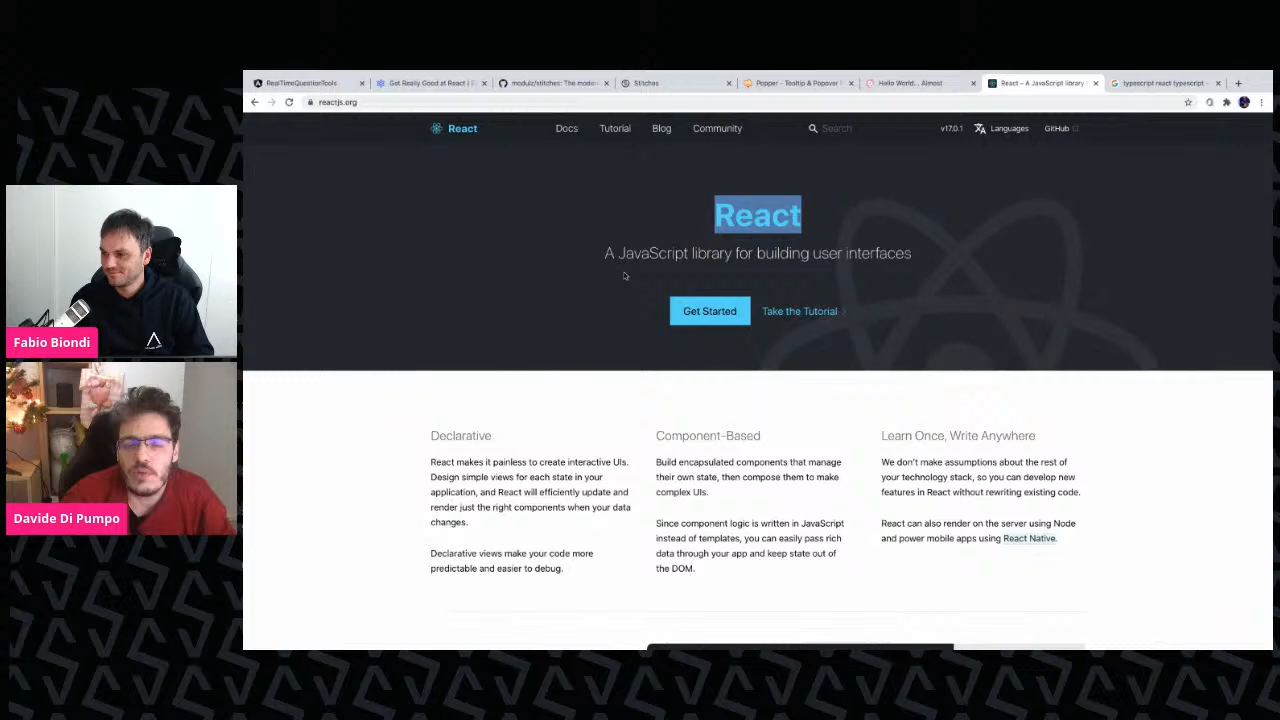 RealTimeQuestionTools
Get Really Good at React |
modulz/stitches: The moder
Stitches
Popper - Tooltip & Popover
Hello World... Almost
React – A JavaScript library
typescript react typescript
reactjs.org
React
Docs
Tutorial
Blog
Community
Search
v17.0.1
Languages
GitHub
React
A JavaScript library for building user interfaces
Get Started
Take the Tutorial
Fabio Biondi
Davide Di Pumpo
Declarative
React makes it painless to create interactive UIs.
Design simple views for each state in your
application, and React will efficiently update and
render just the right components when your data
changes.
Declarative views make your code more
predictable and easier to debug.
Component-Based
Build encapsulated components that manage
their own state, then compose them to make
complex UIs.
Since component logic is written in JavaScript
instead of templates, you can easily pass rich
data through your app and keep state out of
the DOM.
Learn Once, Write Anywhere
We don't make assumptions about the rest of
your technology stack, so you can develop new
features in React without rewriting existing code.
React can also render on the server using Node
and power mobile apps using React Native.